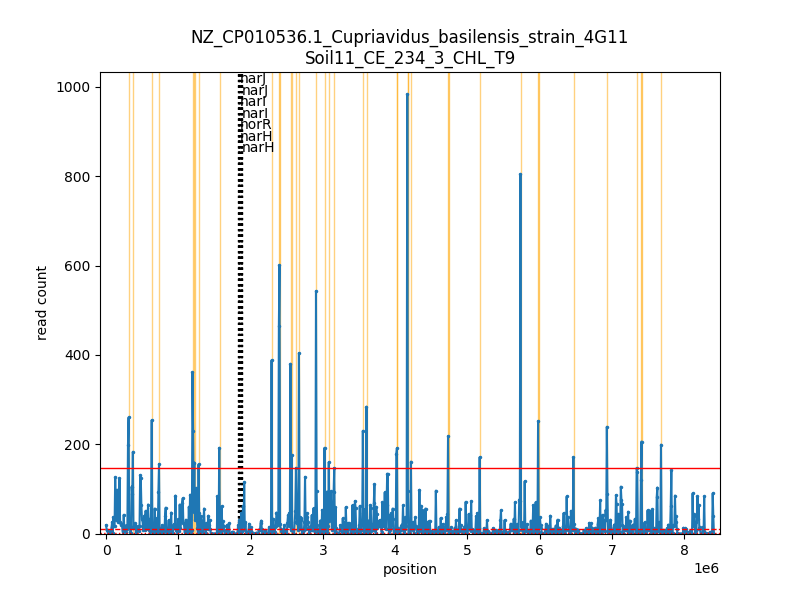 NZ_CP010536.1_Cupriavidus_basilensis_strain_4G11
Soil11_CE_234_3_CHL_T9
narJ
narJ
narI
narI
norR
narH
narH
1000
800
600
400
200
0
read count
0 1 2 3 4 5 6 7 8
1e6
position